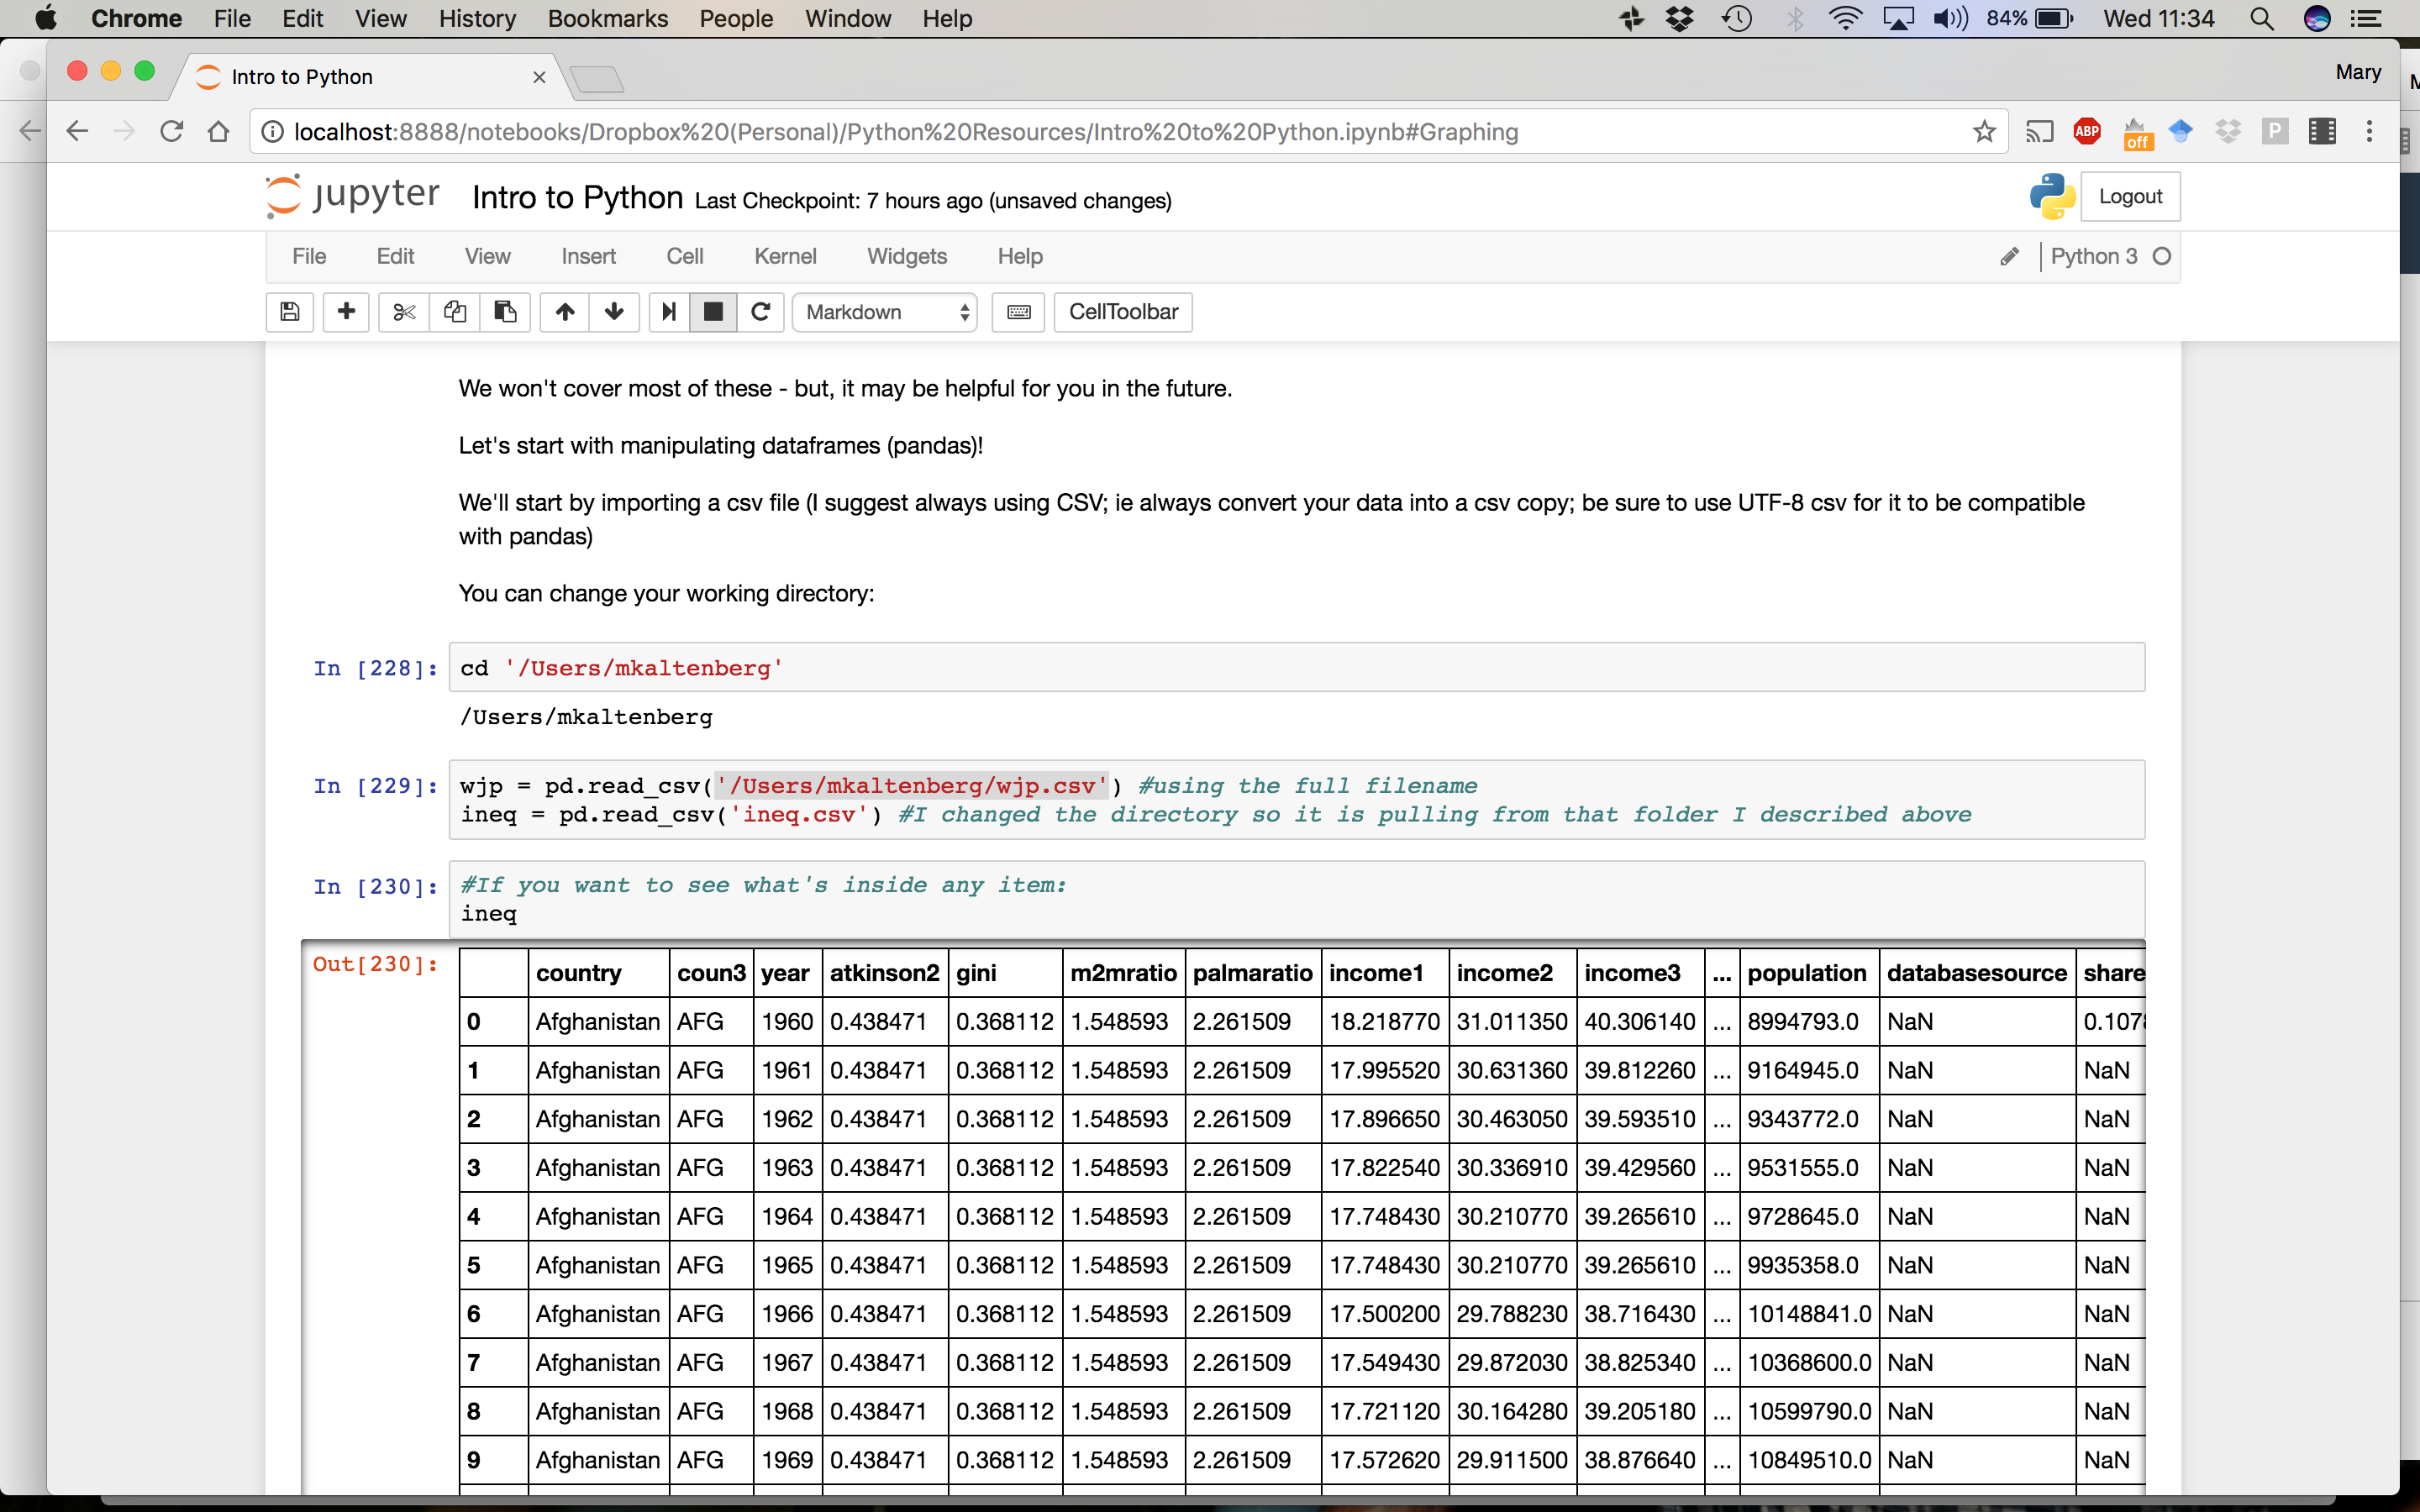 Chrome File Edit View History Bookmarks People Window Help 84% Wed 11:34
Intro to Python Mary
localhost:8888/notebooks/Dropbox%20(Personal)/Python%20Resources/Intro%20to%20Python.ipynb#Graphing ABP off P
jupyter Intro to Python Last Checkpoint: 7 hours ago (unsaved changes) Logout
File Edit View Insert Cell Kernel Widgets Help Python 3
Markdown CellToolbar
We won't cover most of these - but, it may be helpful for you in the future.
Let's start with manipulating dataframes (pandas)!
We'll start by importing a csv file (I suggest always using CSV; ie always convert your data into a csv copy; be sure to use UTF-8 csv for it to be compatible
with pandas)
You can change your working directory:
In [228]: cd '/Users/mkaltenberg'
/Users/mkaltenberg
In [229]: wjp = pd.read_csv('/Users/mkaltenberg/wjp.csv') #using the full filename
ineq = pd.read_csv('ineq.csv') #I changed the directory so it is pulling from that folder I described above
In [230]: #If you want to see what's inside any item:
ineq
Out[230]:
country coun3 year atkinson2 gini m2mratio palmaratio income1 income2 income3 ... population databasesource share
0 Afghanistan AFG 1960 0.438471 0.368112 1.548593 2.261509 18.218770 31.011350 40.306140 ... 8994793.0 NaN 0.107
1 Afghanistan AFG 1961 0.438471 0.368112 1.548593 2.261509 17.995520 30.631360 39.812260 ... 9164945.0 NaN NaN
2 Afghanistan AFG 1962 0.438471 0.368112 1.548593 2.261509 17.896650 30.463050 39.593510 ... 9343772.0 NaN NaN
3 Afghanistan AFG 1963 0.438471 0.368112 1.548593 2.261509 17.822540 30.336910 39.429560 ... 9531555.0 NaN NaN
4 Afghanistan AFG 1964 0.438471 0.368112 1.548593 2.261509 17.748430 30.210770 39.265610 ... 9728645.0 NaN NaN
5 Afghanistan AFG 1965 0.438471 0.368112 1.548593 2.261509 17.748430 30.210770 39.265610 ... 9935358.0 NaN NaN
6 Afghanistan AFG 1966 0.438471 0.368112 1.548593 2.261509 17.500200 29.788230 38.716430 ... 10148841.0 NaN NaN
7 Afghanistan AFG 1967 0.438471 0.368112 1.548593 2.261509 17.549430 29.872030 38.825340 ... 10368600.0 NaN NaN
8 Afghanistan AFG 1968 0.438471 0.368112 1.548593 2.261509 17.721120 30.164280 39.205180 ... 10599790.0 NaN NaN
9 Afghanistan AFG 1969 0.438471 0.368112 1.548593 2.261509 17.572620 29.911500 38.876640 ... 10849510.0 NaN NaN